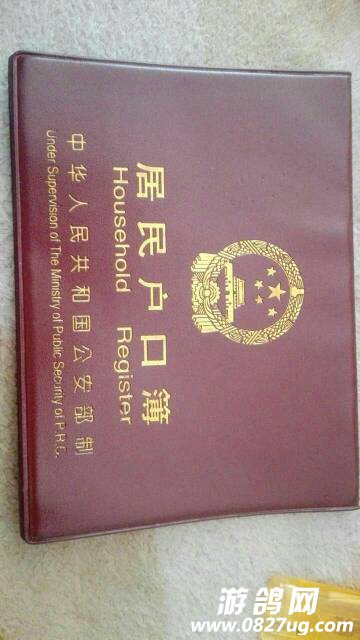 居民户口簿
Household Register
中华人民共和国公安部制
Under Supervision of The Ministry of Public Security of P.R.C.
游鸽网
www.0827ug.com